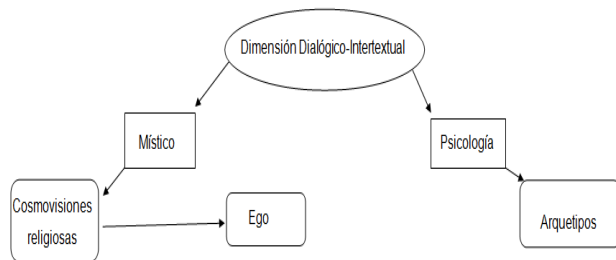 Dimensión Dialógico-Intertextual
Místico
Psicología
Cosmovisiones
religiosas
Ego
Arquetipos